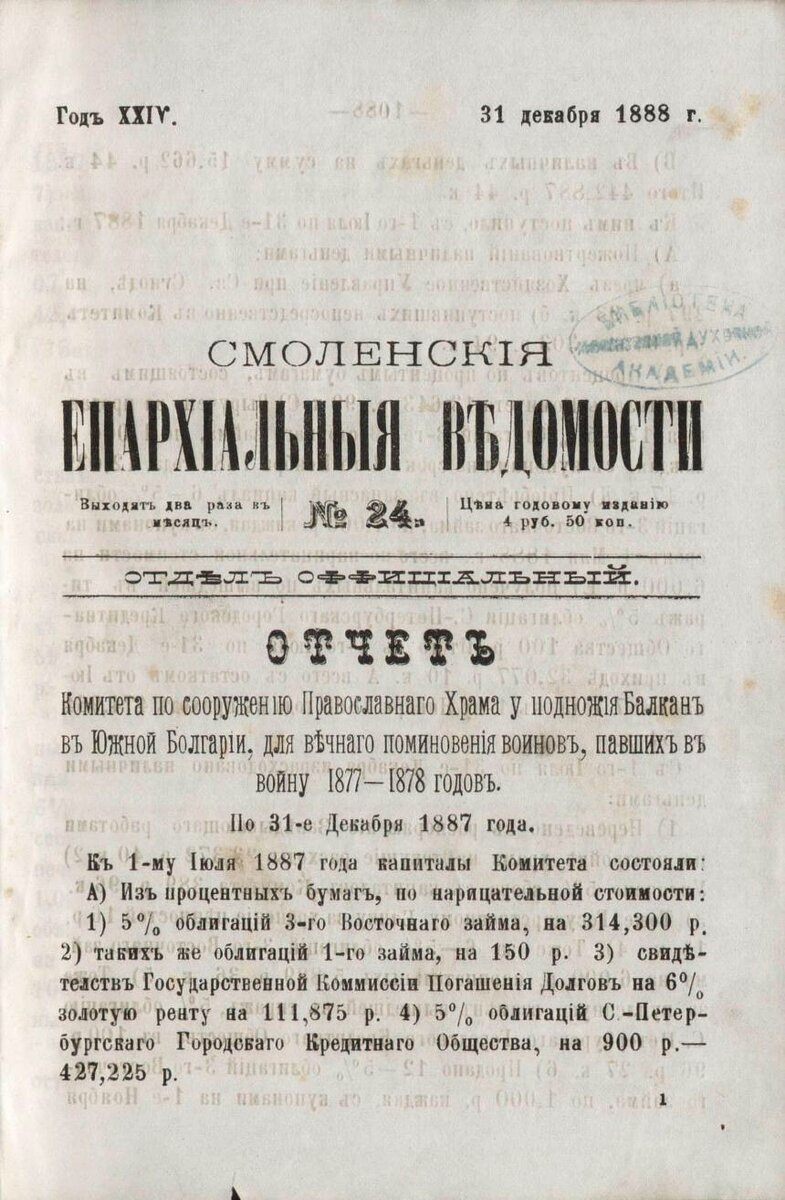 Годъ XXIV.
31 декабря 1888 г.
БИБЛІОТЕКА
ДУХОВНОЙ
АКАДЕМІИ.
СМОЛЕНСКІЯ
ЕПАРХІАЛЬНЫЯ ВѢДОМОСТИ
Выходятъ два раза въ
мѣсяцъ.
№ 24.
Цѣна годовому изданію
4 руб. 50 коп.
ОТДѢЛЪ ОФФИЦІАЛЬНЫЙ.
ОТЧЕТЪ
Комитета по сооруженію Православнаго Храма у подножія Балканъ
въ Южной Болгаріи, для вѣчнаго поминовенія воиновъ, павшихъ въ
войну 1877—1878 годовъ.
По 31-е Декабря 1887 года.
Къ 1-му Іюля 1887 года капиталы Комитета состояли:
А) Изъ процентныхъ бумагъ, по нарицательной стоимости:
1) 5% облигацій 3-го Восточнаго займа, на 314,300 р.
2) такихъ же облигацій 1-го займа, на 150 р. 3) свидѣ-
тельствъ Государственной Коммиссіи Погашенія Долговъ на 6%
золотую ренту на 111,875 р. 4) 5% облигацій С.-Петер-
бургскаго Городскаго Кредитнаго Общества, на 900 р.—
427,225 р.
1